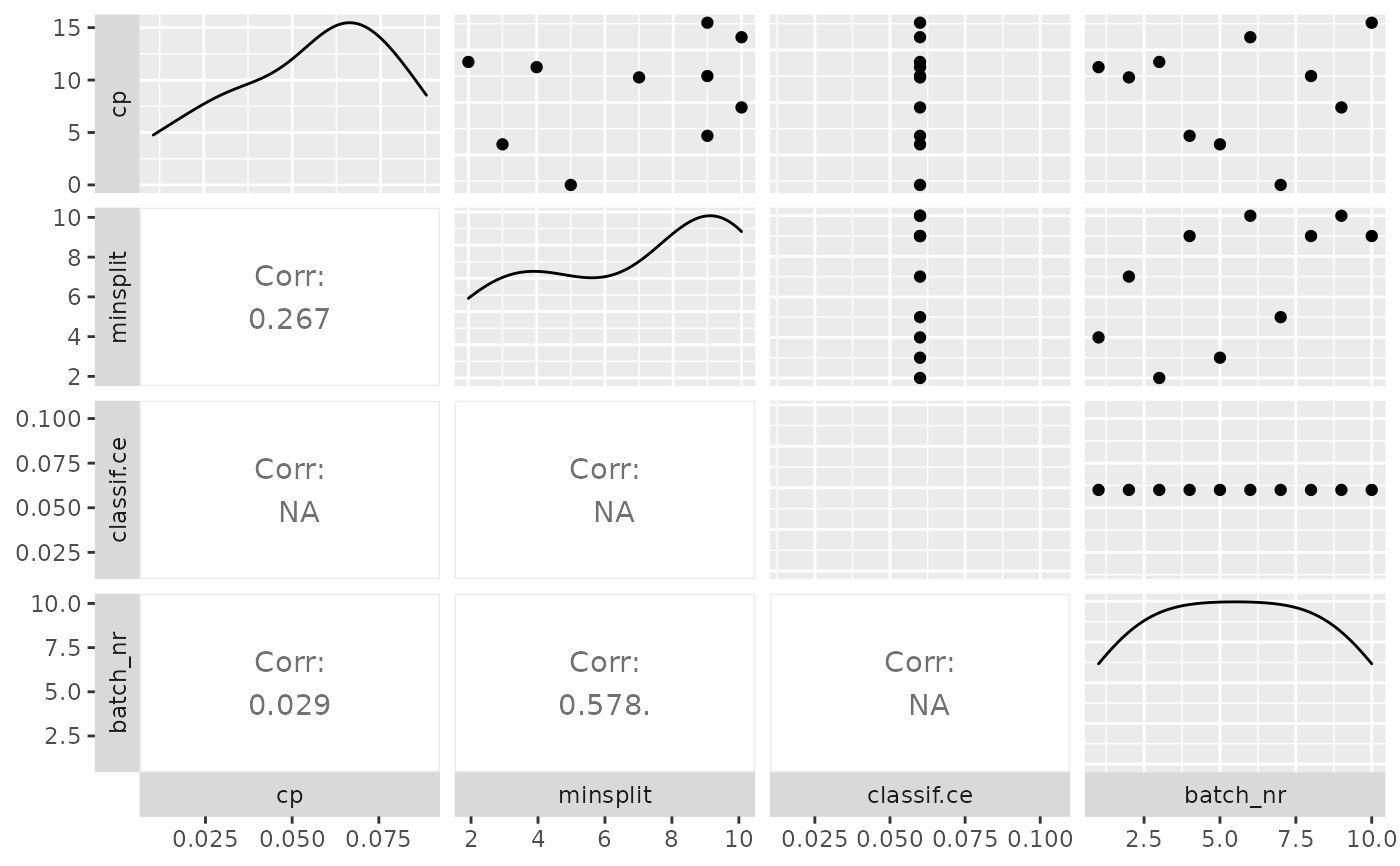 15
10
5
0
cp
10
8
6
4
2
minsplit
Corr:
0.267
0.100
0.075
0.050
0.025
classif.ce
Corr:
NA
Corr:
NA
10.0
7.5
5.0
2.5
batch_nr
Corr:
0.029
Corr:
0.578.
Corr:
NA
cp
minsplit
classif.ce
batch_nr
0.025 0.050 0.075
2 4 6 8 10
0.025 0.050 0.075 0.100
2.5 5.0 7.5 10.0